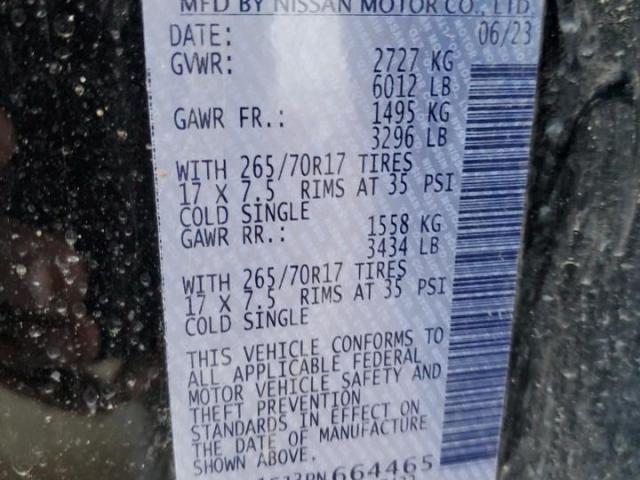 MFD BY NISSAN MOTOR CO., LTD
DATE: 06/23
GVWR: 2727 KG
6012 LB
GAWR FR.: 1495 KG
3296 LB
WITH 265/70R17 TIRES
17 X 7.5 RIMS AT 35 PSI
COLD SINGLE
GAWR RR.: 1558 KG
3434 LB
WITH 265/70R17 TIRES
17 X 7.5 RIMS AT 35 PSI
COLD SINGLE
THIS VEHICLE CONFORMS TO
ALL APPLICABLE FEDERAL
MOTOR VEHICLE SAFETY AND
THEFT PREVENTION
STANDARDS IN EFFECT ON
THE DATE OF MANUFACTURE
SHOWN ABOVE.
664465